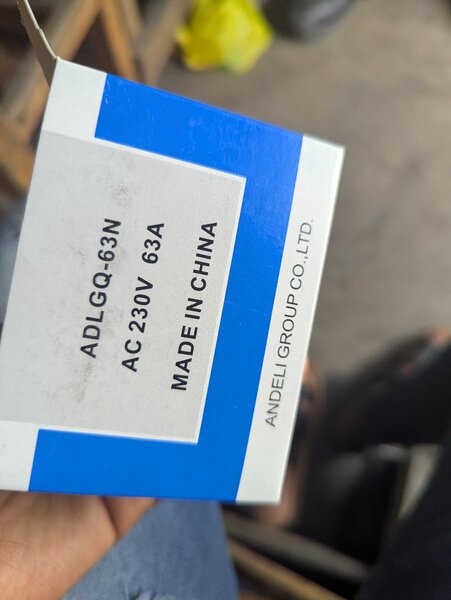 ADLGQ-63N
AC 230V 63A
MADE IN CHINA
ANDELI GROUP CO.,LTD.